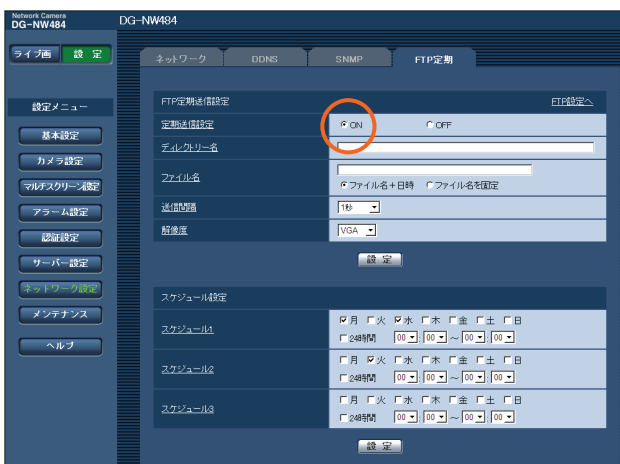 Network Camera
DG-NW484
DG-NW484
ライブ画 設 定
ネットワーク DDNS SNMP FTP定期
設定メニュー
基本設定
カメラ設定
マルチスクリーン設定
アラーム設定
認証設定
サーバー設定
ネットワーク設定
メンテナンス
ヘルプ
FTP定期送信設定 FTP設定へ
定期送信設定 ON OFF
ディレクトリー名
ファイル名
ファイル名+日時 ファイル名を固定
送信間隔 1秒
解像度 VGA
設 定
スケジュール設定
スケジュール1
月 火 水 木 金 土 日
24時間 00 : 00 ～ 00 : 00
スケジュール2
月 火 水 木 金 土 日
24時間 00 : 00 ～ 00 : 00
スケジュール3
月 火 水 木 金 土 日
24時間 00 : 00 ～ 00 : 00
設 定